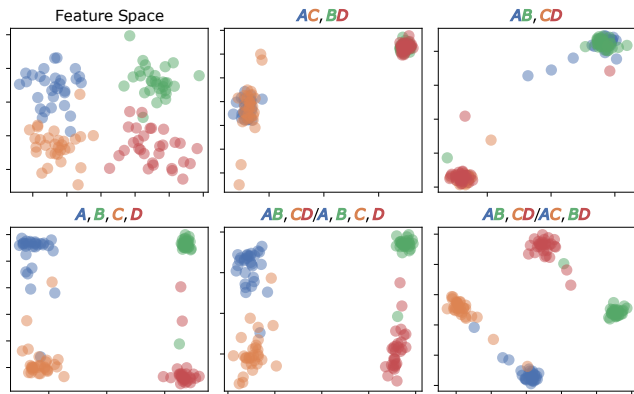 Feature Space
AC, BD
AB, CD
A, B, C, D
AB, CD/A, B, C, D
AB, CD/AC, BD